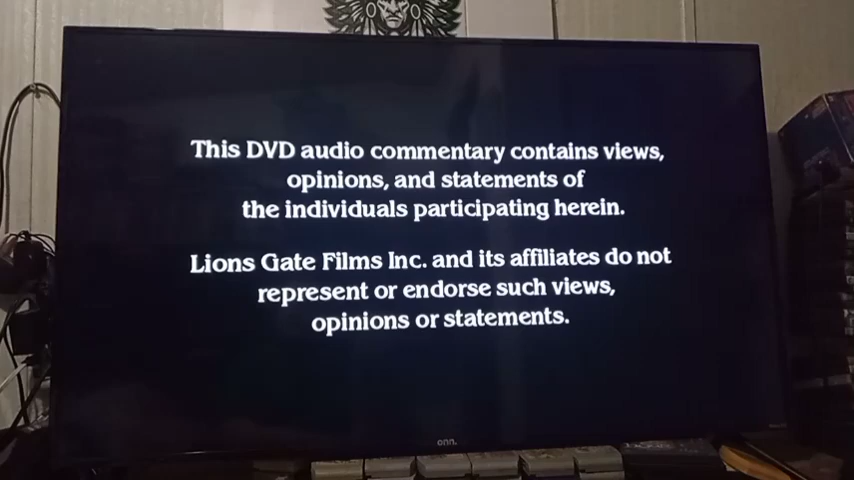 This DVD audio commentary contains views,
opinions, and statements of
the individuals participating herein.
Lions Gate Films Inc. and its affiliates do not
represent or endorse such views,
opinions or statements.
onn.